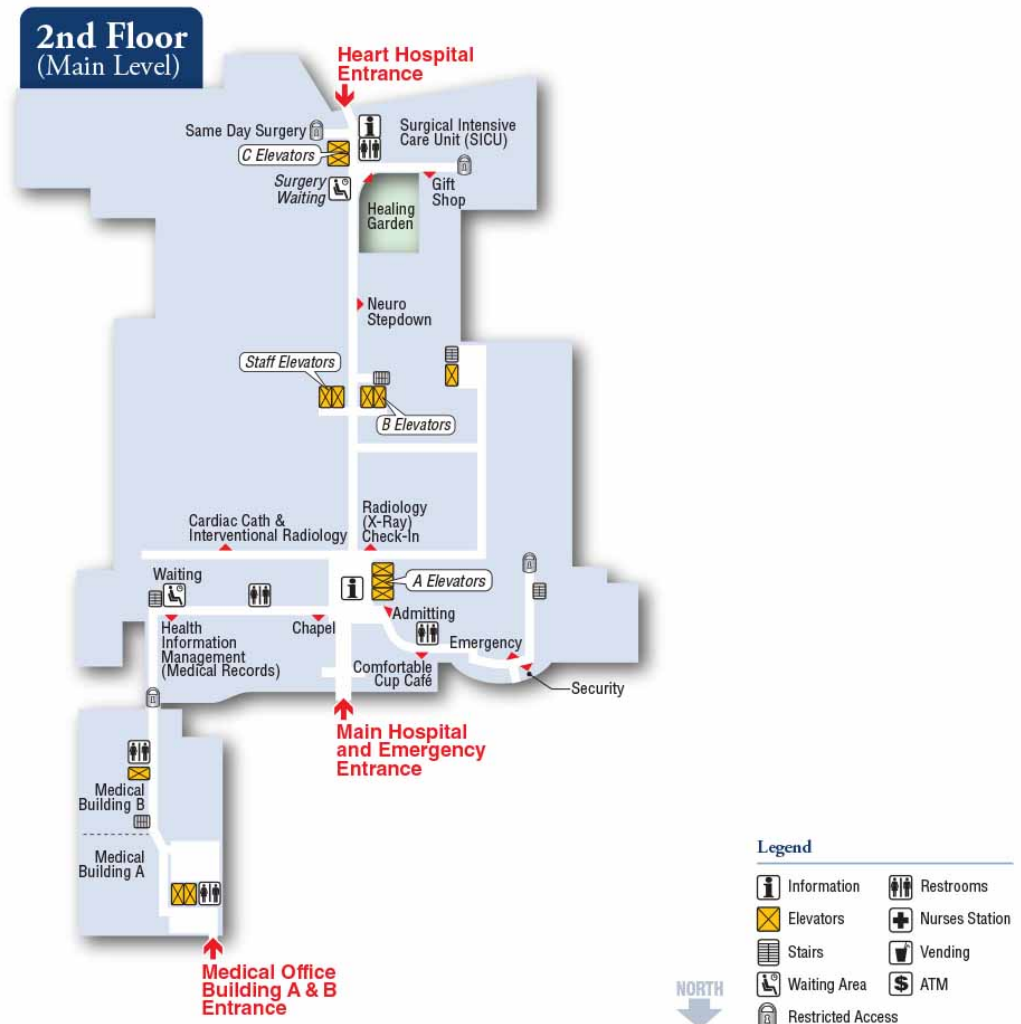 2nd Floor
(Main Level)
Heart Hospital
Entrance
Same Day Surgery
Surgical Intensive
Care Unit (SICU)
C Elevators
Surgery
Waiting
Gift
Shop
Healing
Garden
Neuro
Stepdown
Staff Elevators
B Elevators
Cardiac Cath &
Interventional Radiology
Radiology
(X-Ray)
Check-In
Waiting
A Elevators
Admitting
Health
Information
Management
(Medical Records)
Chapel
Emergency
Comfortable
Cup Café
Security
Main Hospital
and Emergency
Entrance
Medical
Building B
Medical
Building A
Medical Office
Building A & B
Entrance
NORTH
Legend
Information
Restrooms
Elevators
Nurses Station
Stairs
Vending
Waiting Area
$ ATM
Restricted Access